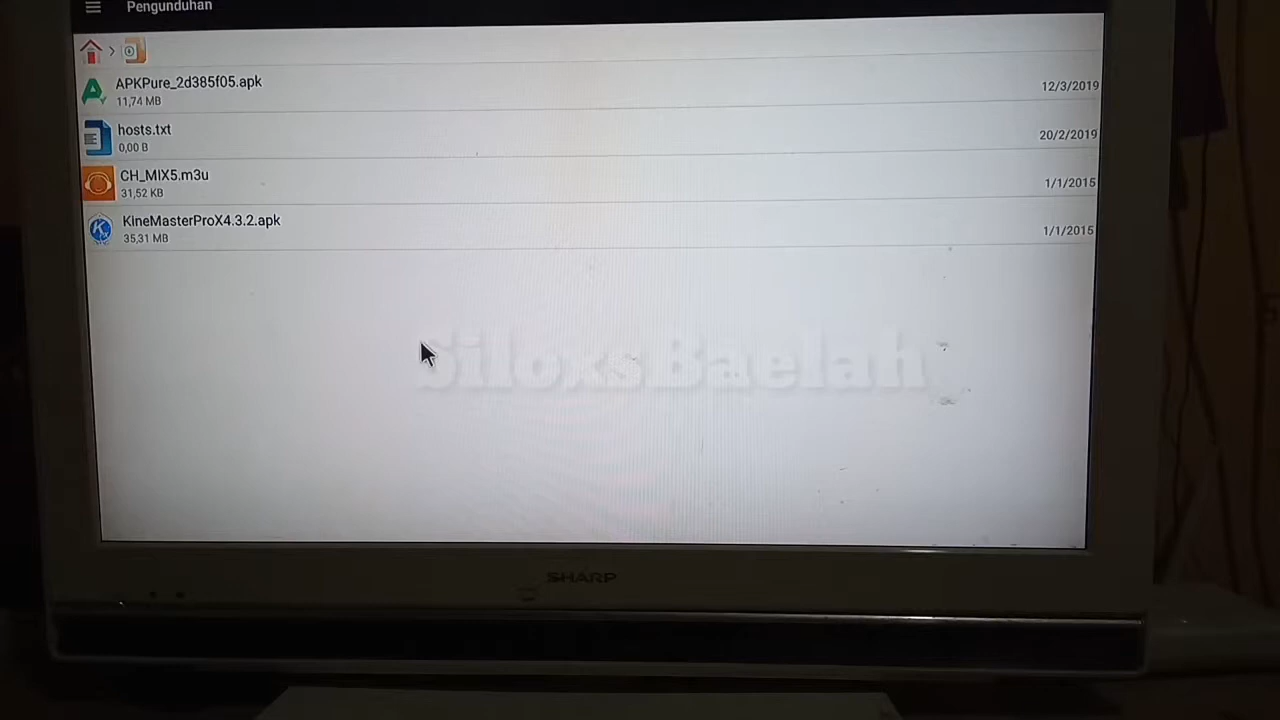 Pengunduhan
APKPure_2d385f05.apk
11,74 MB
12/3/2019
hosts.txt
0,00 B
20/2/2019
CH_MIX5.m3u
31,52 KB
1/1/2015
KineMasterProX4.3.2.apk
35,31 MB
1/1/2015
SiloxsBaelah
SHARP